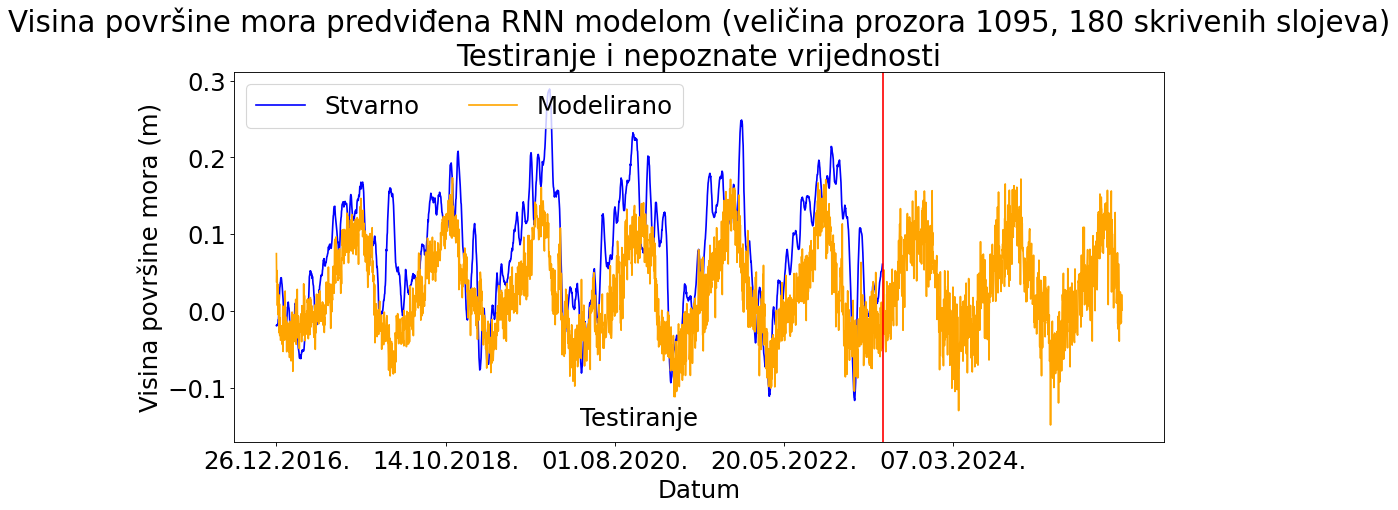 Visina površine mora predviđena RNN modelom (veličina prozora 1095, 180 skrivenih slojeva)
Testiranje i nepoznate vrijednosti
Stvarno Modelirano
Visina površine mora (m)
0.3
0.2
0.1
0.0
−0.1
Testiranje
26.12.2016. 14.10.2018. 01.08.2020. 20.05.2022. 07.03.2024.
Datum